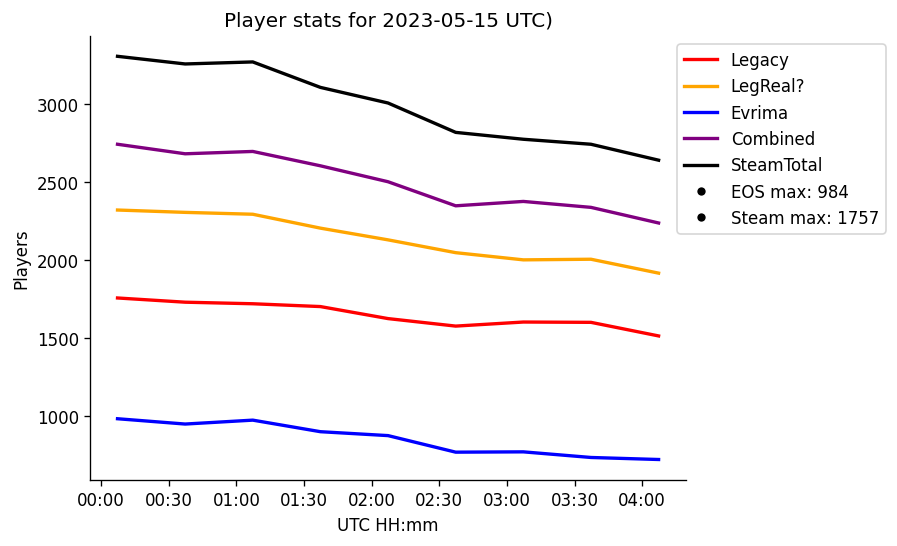 Player stats for 2023-05-15 UTC)
Legacy
LegReal?
Evrima
Combined
SteamTotal
EOS max: 984
Steam max: 1757
Players
3000
2500
2000
1500
1000
00:00 00:30 01:00 01:30 02:00 02:30 03:00 03:30 04:00
UTC HH:mm